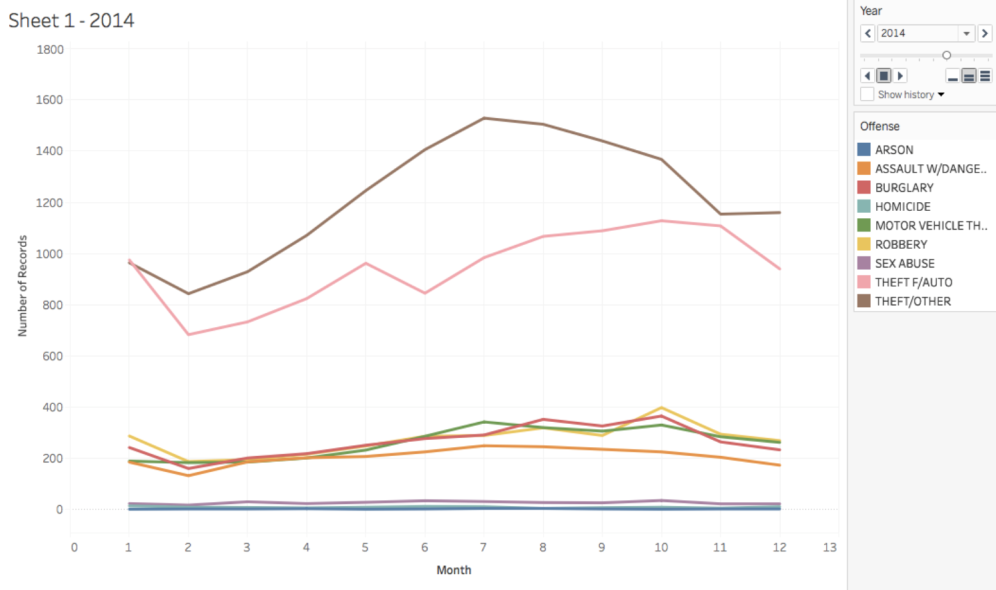 Sheet 1 - 2014
1800
1600
1400
1200
1000
800
600
400
200
0
Number of Records
0 1 2 3 4 5 6 7 8 9 10 11 12 13
Month
Year
2014
Show history
Offense
ARSON
ASSAULT W/DANGE..
BURGLARY
HOMICIDE
MOTOR VEHICLE TH..
ROBBERY
SEX ABUSE
THEFT F/AUTO
THEFT/OTHER